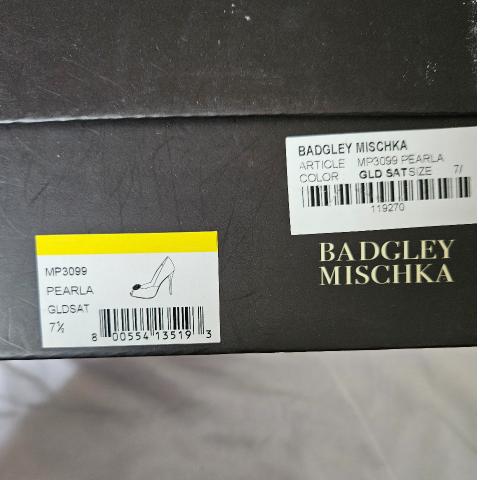 BADGLEY MISCHKA
ARTICLE MP3099 PEARLA
COLOR GLD SAT SIZE 7/
119270
BADGLEY
MISCHKA
MP3099
PEARLA
GLDSAT
7½
8 00554 13519 3